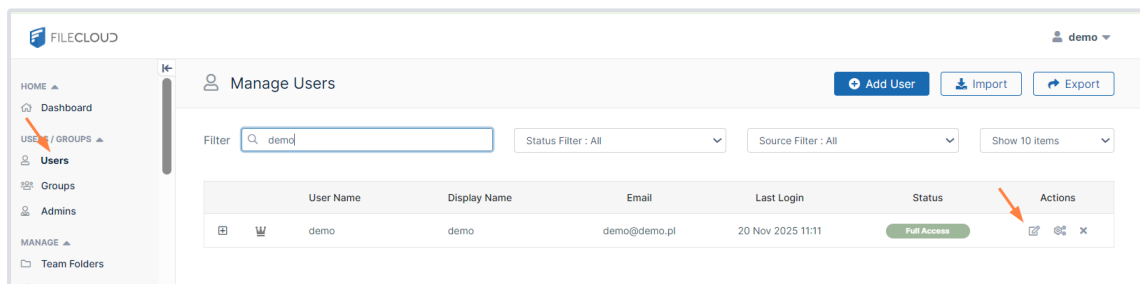 FILECLOUD
demo
HOME
Dashboard
USERS / GROUPS
Users
Groups
Admins
MANAGE
Team Folders
Manage Users
Add User
Import
Export
Filter
demo
Status Filter : All
Source Filter : All
Show 10 items
User Name Display Name Email Last Login Status Actions
demo demo demo@demo.pl 20 Nov 2025 11:11 Full Access